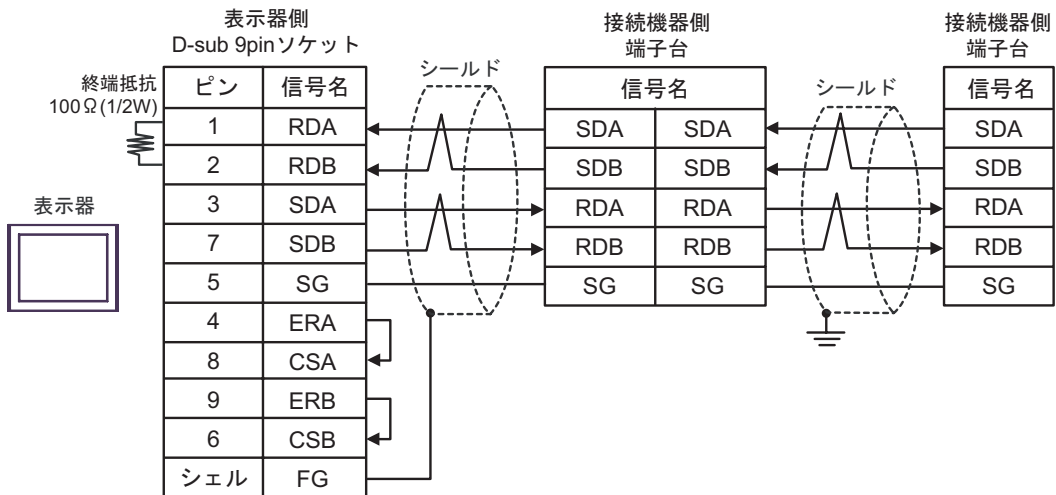 表示器側
D-sub 9pinソケット
接続機器側
端子台
接続機器側
端子台
終端抵抗
100Ω(1/2W)
シールド
シールド
表示器
ピン 信号名
1 RDA
2 RDB
3 SDA
7 SDB
5 SG
4 ERA
8 CSA
9 ERB
6 CSB
シェル FG
信号名
SDA SDA
SDB SDB
RDA RDA
RDB RDB
SG SG
信号名
SDA
SDB
RDA
RDB
SG